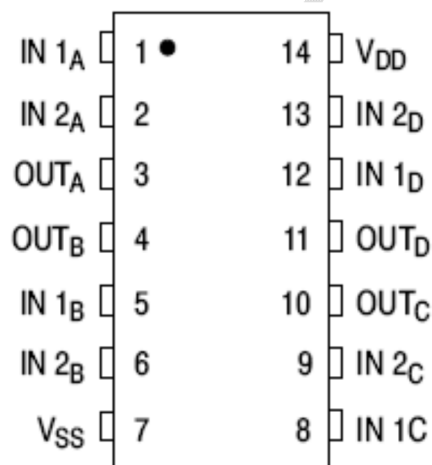 IN 1A 1 14 VDD
IN 2A 2 13 IN 2D
OUTA 3 12 IN 1D
OUTB 4 11 OUTD
IN 1B 5 10 OUTC
IN 2B 6 9 IN 2C
VSS 7 8 IN 1C